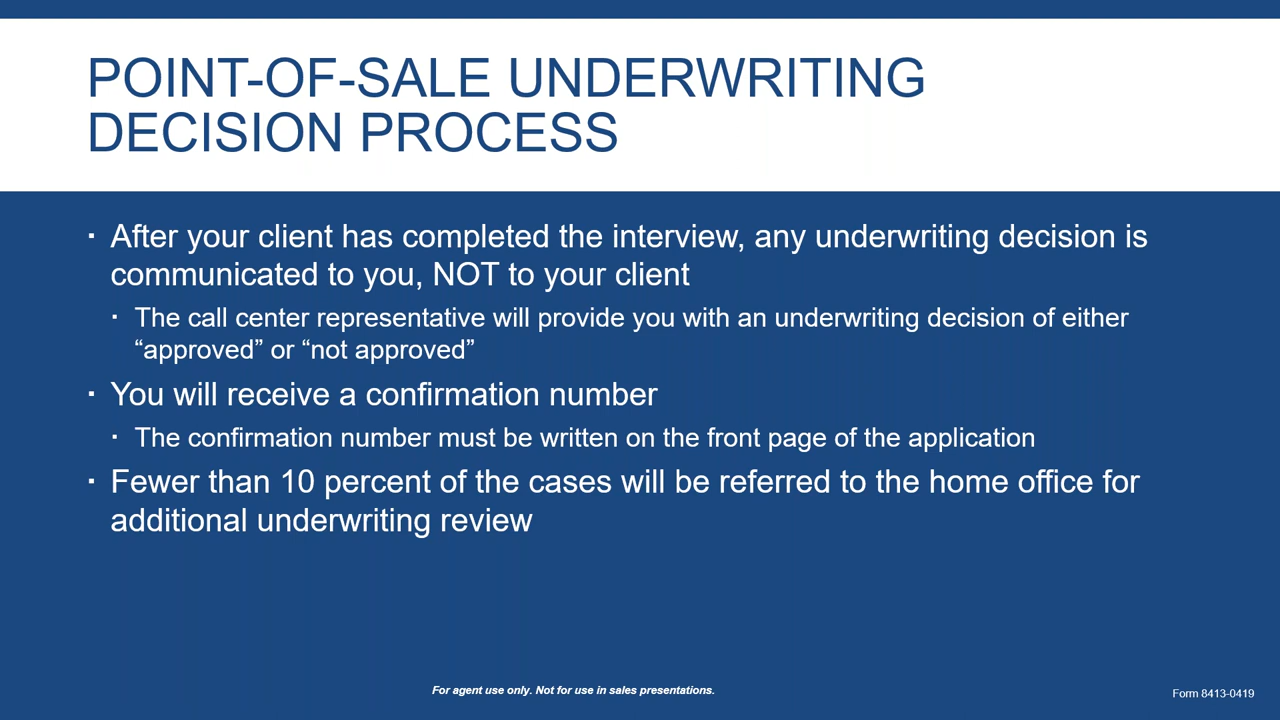 POINT-OF-SALE UNDERWRITING
DECISION PROCESS
▪ After your client has completed the interview, any underwriting decision is
communicated to you, NOT to your client
▪ The call center representative will provide you with an underwriting decision of either
“approved” or “not approved”
▪ You will receive a confirmation number
▪ The confirmation number must be written on the front page of the application
▪ Fewer than 10 percent of the cases will be referred to the home office for
additional underwriting review
For agent use only. Not for use in sales presentations.
Form 8413-0419